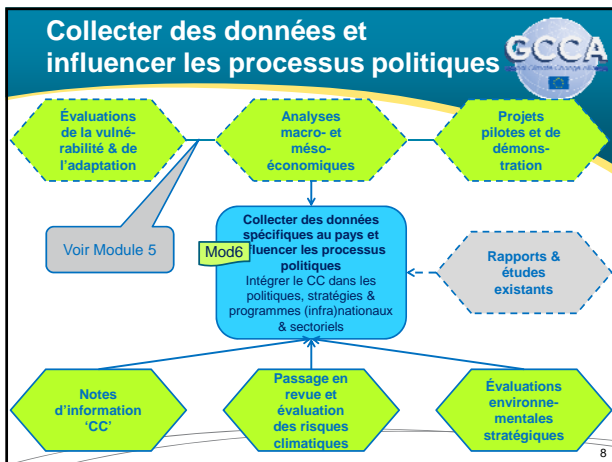 Collecter des données et
influencer les processus politiques
GCCA
Évaluations
de la vulné-
rabilité & de
l'adaptation
Analyses
macro- et
méso-
économiques
Projets
pilotes et de
démons-
tration
Voir Module 5
Mod6
Collecter des données
spécifiques au pays et
fluencer les processus
politiques
Intégrer le CC dans les
politiques, stratégies &
programmes (infra)nationaux
& sectoriels
Rapports &
études
existants
Notes
d'information
‘CC’
Passage en
revue et
évaluation
des risques
climatiques
Évaluations
environne-
mentales
stratégiques
8